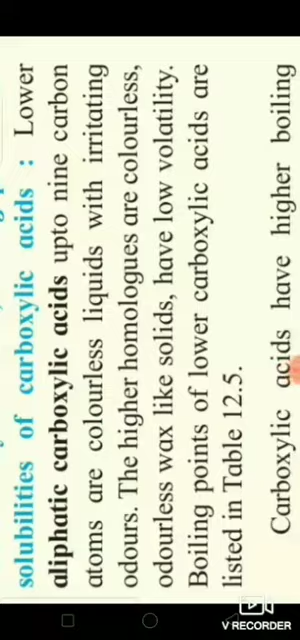 solubilities of carboxylic acids : Lower
aliphatic carboxylic acids upto nine carbon
atoms are colourless liquids with irritating
odours. The higher homologues are colourless,
odourless wax like solids, have low volatility.
Boiling points of lower carboxylic acids are
listed in Table 12.5.
Carboxylic acids have higher boiling
V RECORDER